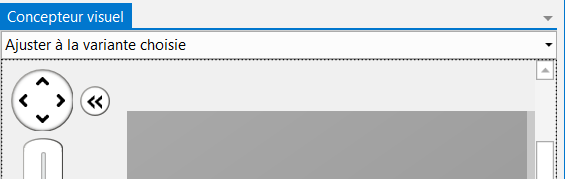 Concepteur visuel
Ajuster à la variante choisie